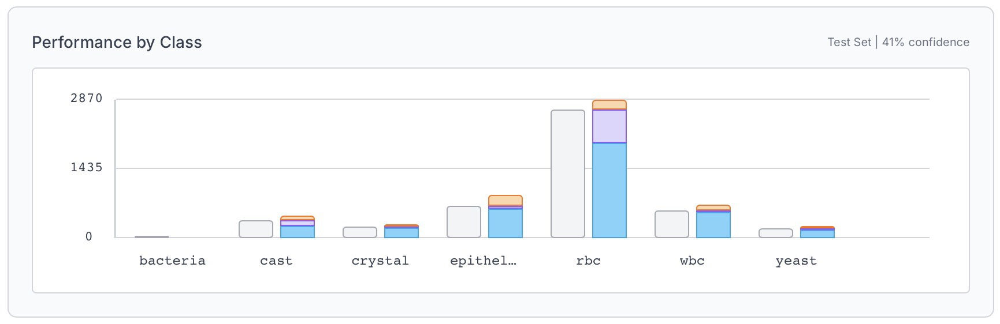 Performance by Class
Test Set | 41% confidence
2870
1435
0
bacteria
cast
crystal
epithel…
rbc
wbc
yeast